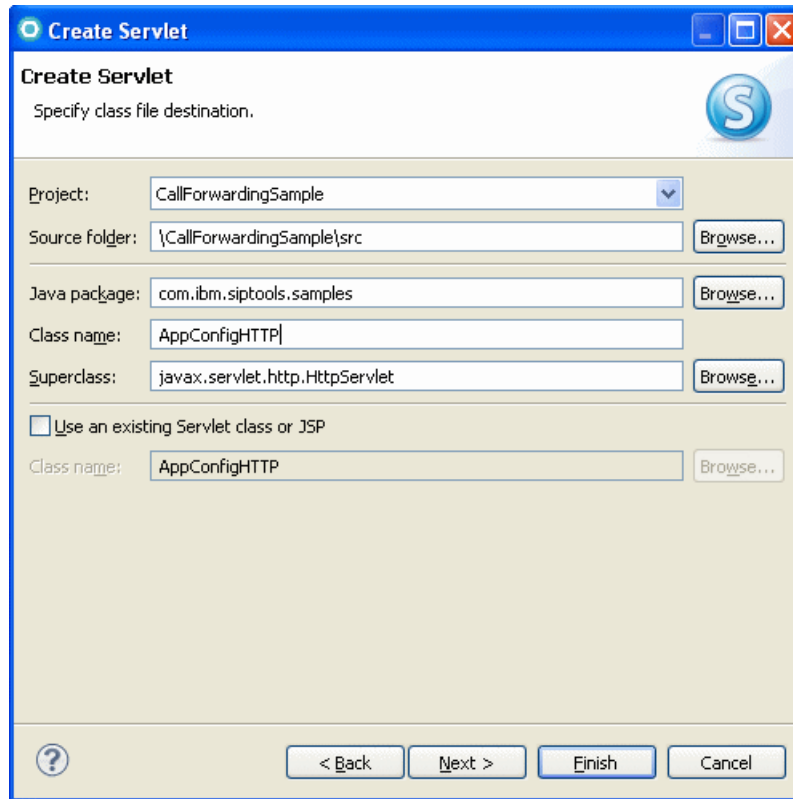 Create Servlet
Create Servlet
Specify class file destination.
S
Project: CallForwardingSample
Source folder: \CallForwardingSample\src Browse...
Java package: com.ibm.siptools.samples Browse...
Class name: AppConfigHTTP
Superclass: javax.servlet.http.HttpServlet Browse...
Use an existing Servlet class or JSP
Class name: AppConfigHTTP Browse...
? < Back Next > Finish Cancel